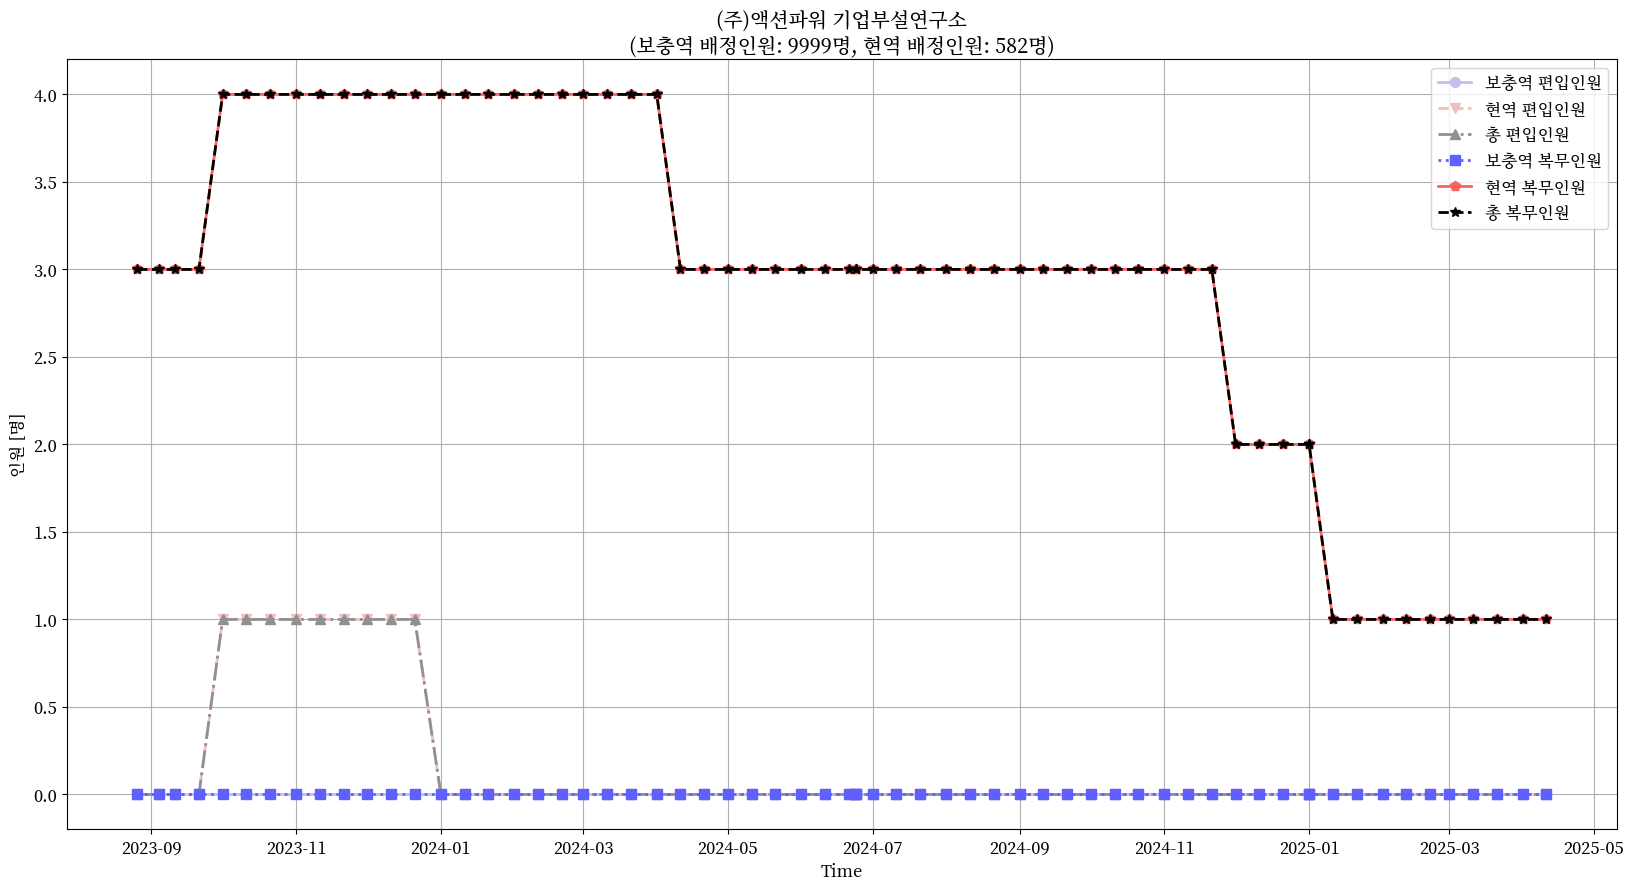 (주)액션파워 기업부설연구소
(보충역 배정인원: 9999명, 현역 배정인원: 582명)
보충역 편입인원
현역 편입인원
총 편입인원
보충역 복무인원
현역 복무인원
총 복무인원
인원 [명]
4.0
3.5
3.0
2.5
2.0
1.5
1.0
0.5
0.0
2023-09
2023-11
2024-01
2024-03
2024-05
2024-07
2024-09
2024-11
2025-01
2025-03
2025-05
Time